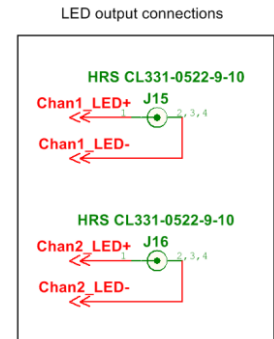 LED output connections
HRS CL331-0522-9-10
Chan1_LED+ J15
1 2,3,4
Chan1_LED-
HRS CL331-0522-9-10
Chan2_LED+ J16
1 2,3,4
Chan2_LED-